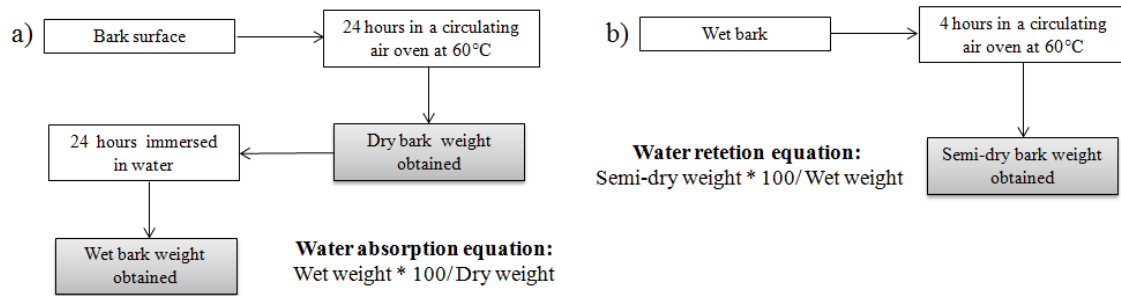 a)
Bark surface
24 hours in a circulating
air oven at 60°C
24 hours immersed
in water
Dry bark weight
obtained
Wet bark weight
obtained
Water absorption equation:
Wet weight * 100/ Dry weight
b)
Wet bark
4 hours in a circulating
air oven at 60°C
Water retetion equation:
Semi-dry weight * 100/ Wet weight
Semi-dry bark weight
obtained